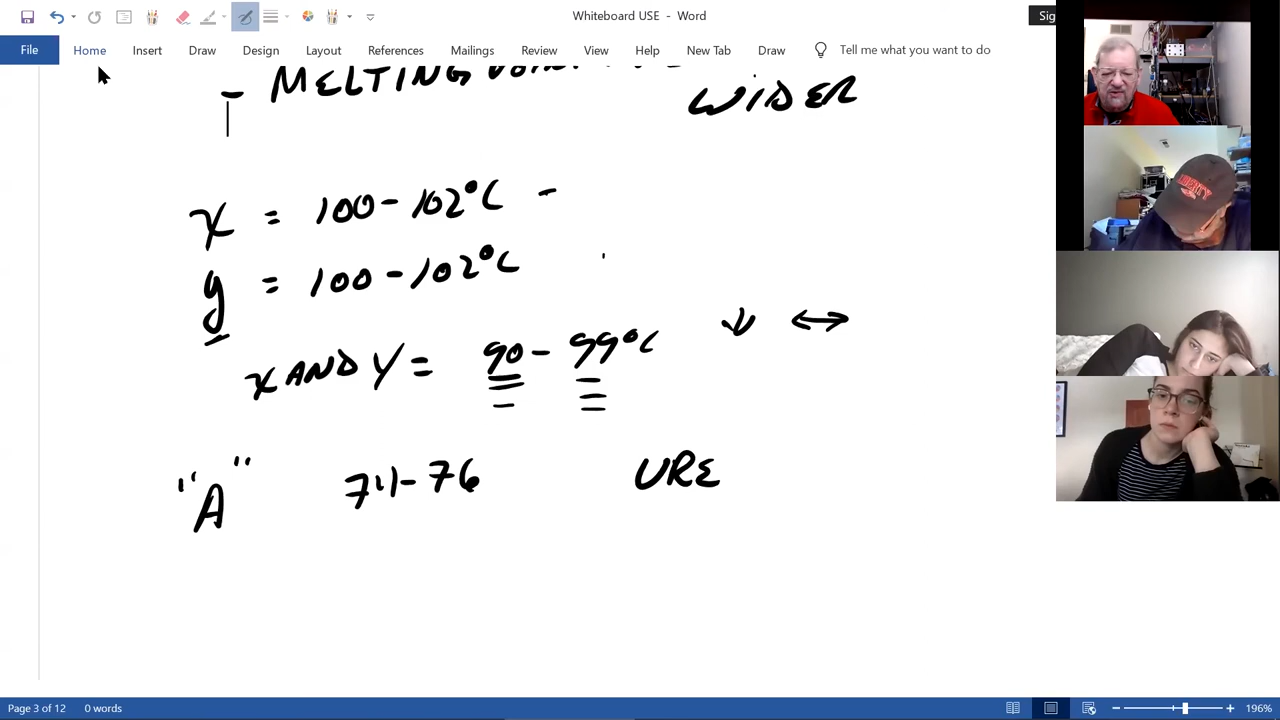 Whiteboard USE - Word
Sig
File Home Insert Draw Design Layout References Mailings Review View Help New Tab Draw Tell me what you want to do
- MELTING
WIDER
x = 100-102°C -
y = 100-102°C
x AND Y = 90-99°C ↓ ↔
"A" 74-76 URE
Page 3 of 12 0 words 196%